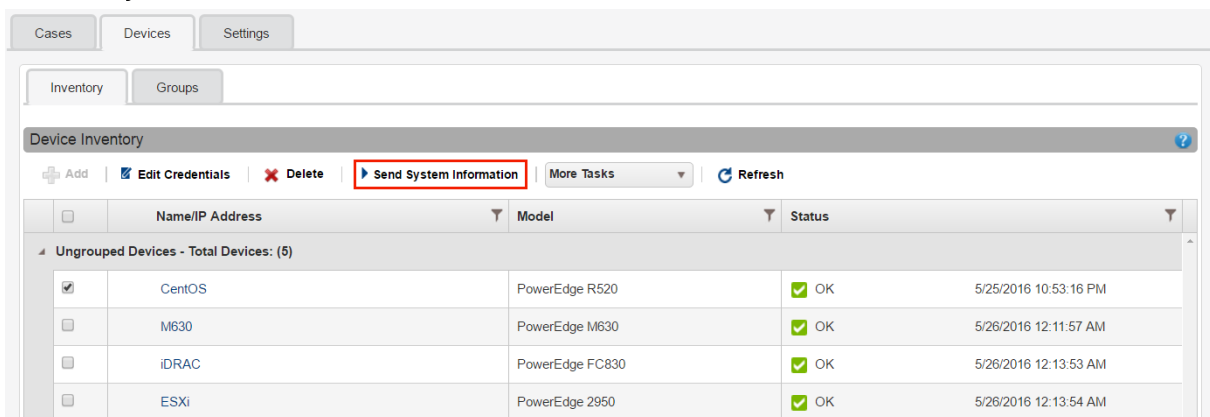 Cases Devices Settings
Inventory Groups
Device Inventory ?
Add Edit Credentials Delete Send System Information More Tasks Refresh
Name/IP Address Model Status
Ungrouped Devices - Total Devices: (5)
CentOS PowerEdge R520 OK 5/25/2016 10:53:16 PM
M630 PowerEdge M630 OK 5/26/2016 12:11:57 AM
iDRAC PowerEdge FC830 OK 5/26/2016 12:13:53 AM
ESXi PowerEdge 2950 OK 5/26/2016 12:13:54 AM